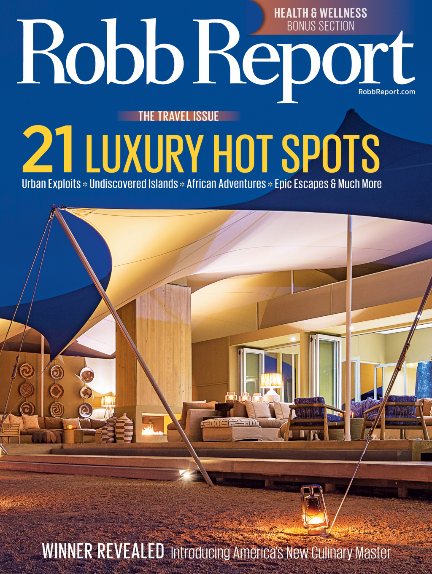 HEALTH & WELLNESS
BONUS SECTION
Robb Report
RobbReport.com
THE TRAVEL ISSUE
21 LUXURY HOT SPOTS
Urban Exploits » Undiscovered Islands » African Adventures » Epic Escapes & Much More
WINNER REVEALED Introducing America's New Culinary Master